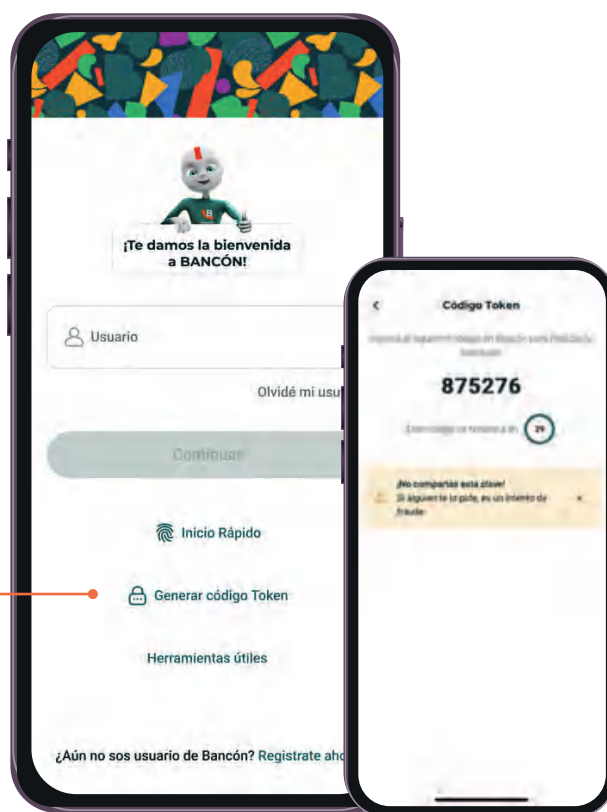 ¡Te damos la bienvenida
a BANCÓN!
Usuario
Olvidé mi usu
Continuar
Inicio Rápido
Generar código Token
Herramientas útiles
¿Aún no sos usuario de Bancón? Registrate aho
Código Token
875276
29
¡No compartas esta clave!
Si alguien te la pide, es un intento de
fraude